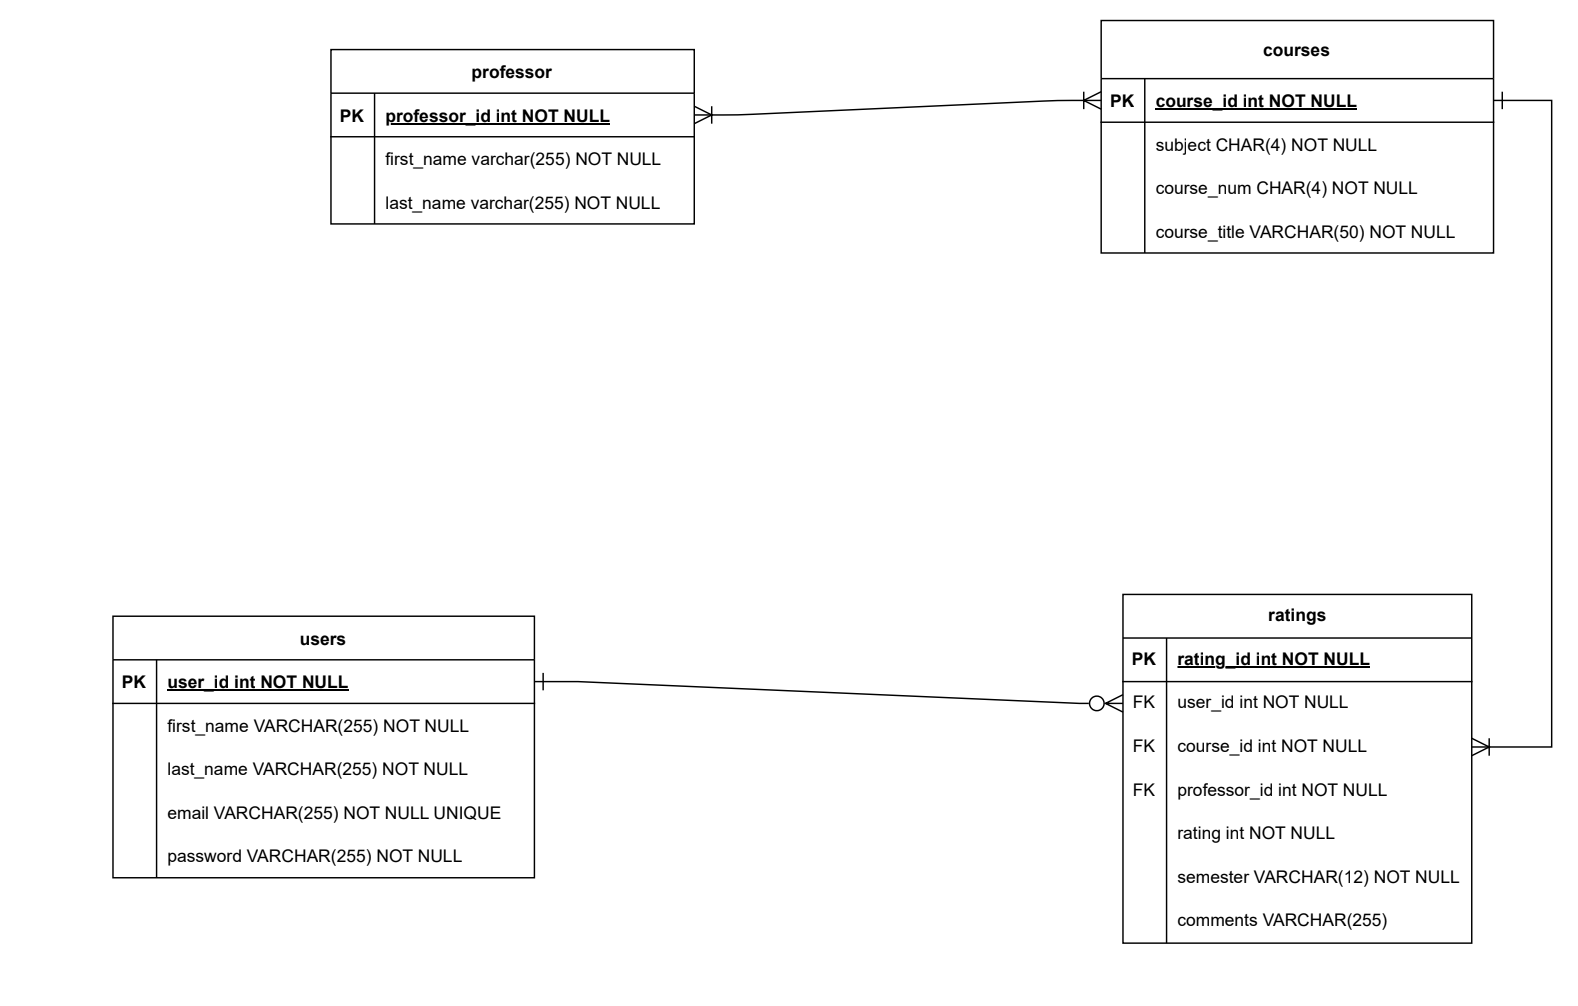 professor
PK professor_id int NOT NULL
first_name varchar(255) NOT NULL
last_name varchar(255) NOT NULL
courses
PK course_id int NOT NULL
subject CHAR(4) NOT NULL
course_num CHAR(4) NOT NULL
course_title VARCHAR(50) NOT NULL
users
PK user_id int NOT NULL
first_name VARCHAR(255) NOT NULL
last_name VARCHAR(255) NOT NULL
email VARCHAR(255) NOT NULL UNIQUE
password VARCHAR(255) NOT NULL
ratings
PK rating_id int NOT NULL
FK user_id int NOT NULL
FK course_id int NOT NULL
FK professor_id int NOT NULL
rating int NOT NULL
semester VARCHAR(12) NOT NULL
comments VARCHAR(255)